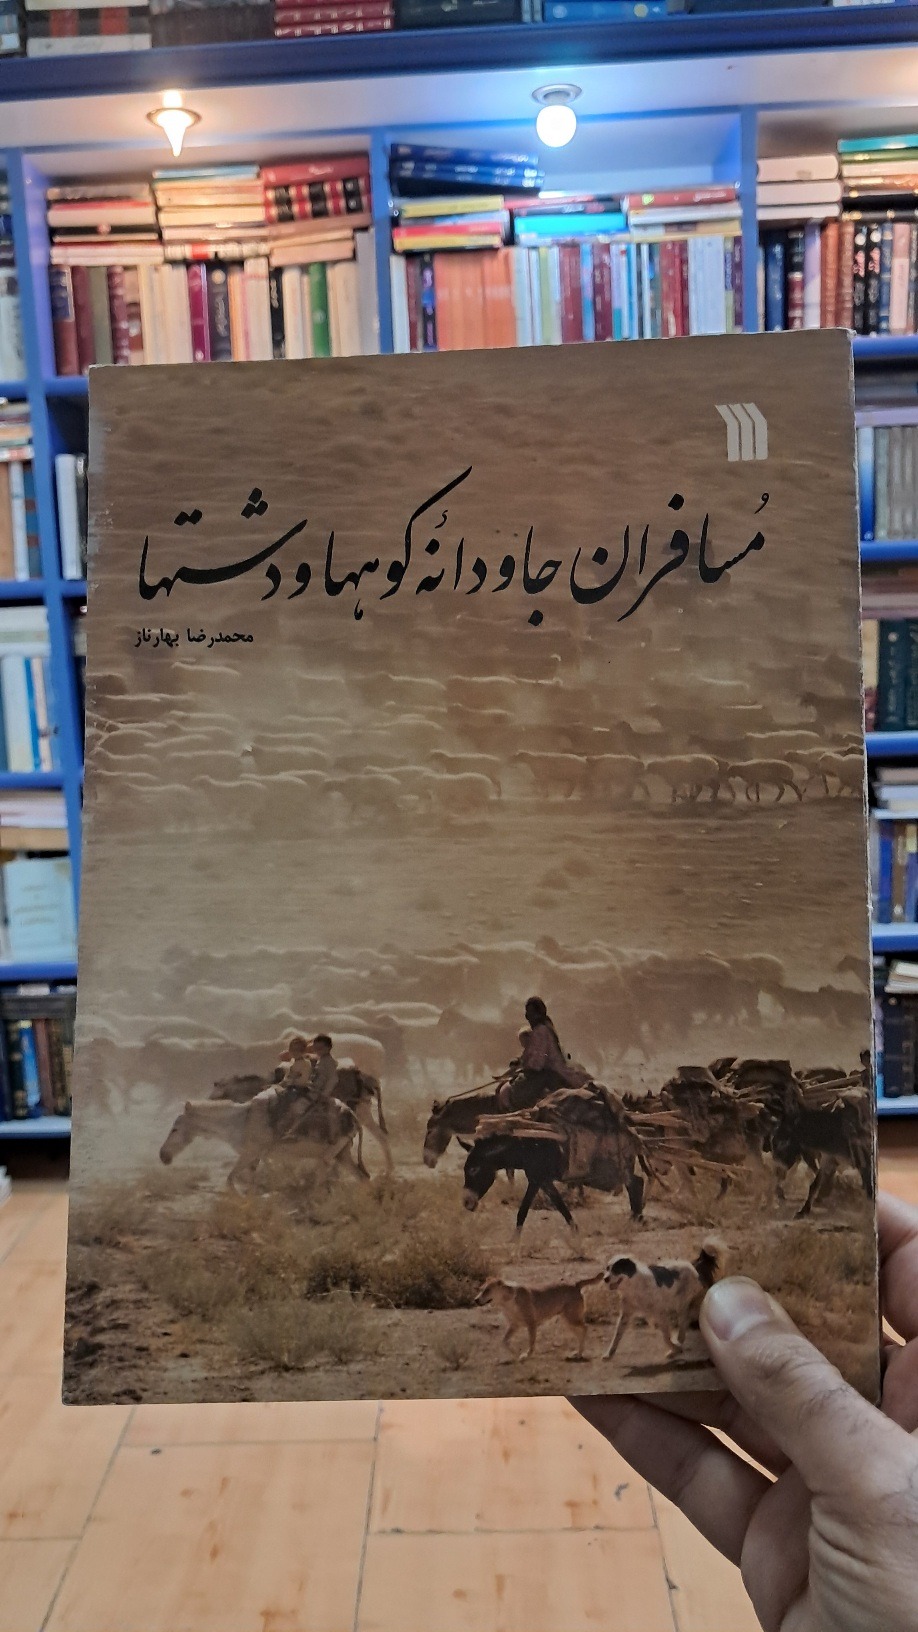 مُسافران جاودانهٔ کوهها و دشتها
محمدرضا بهارناز